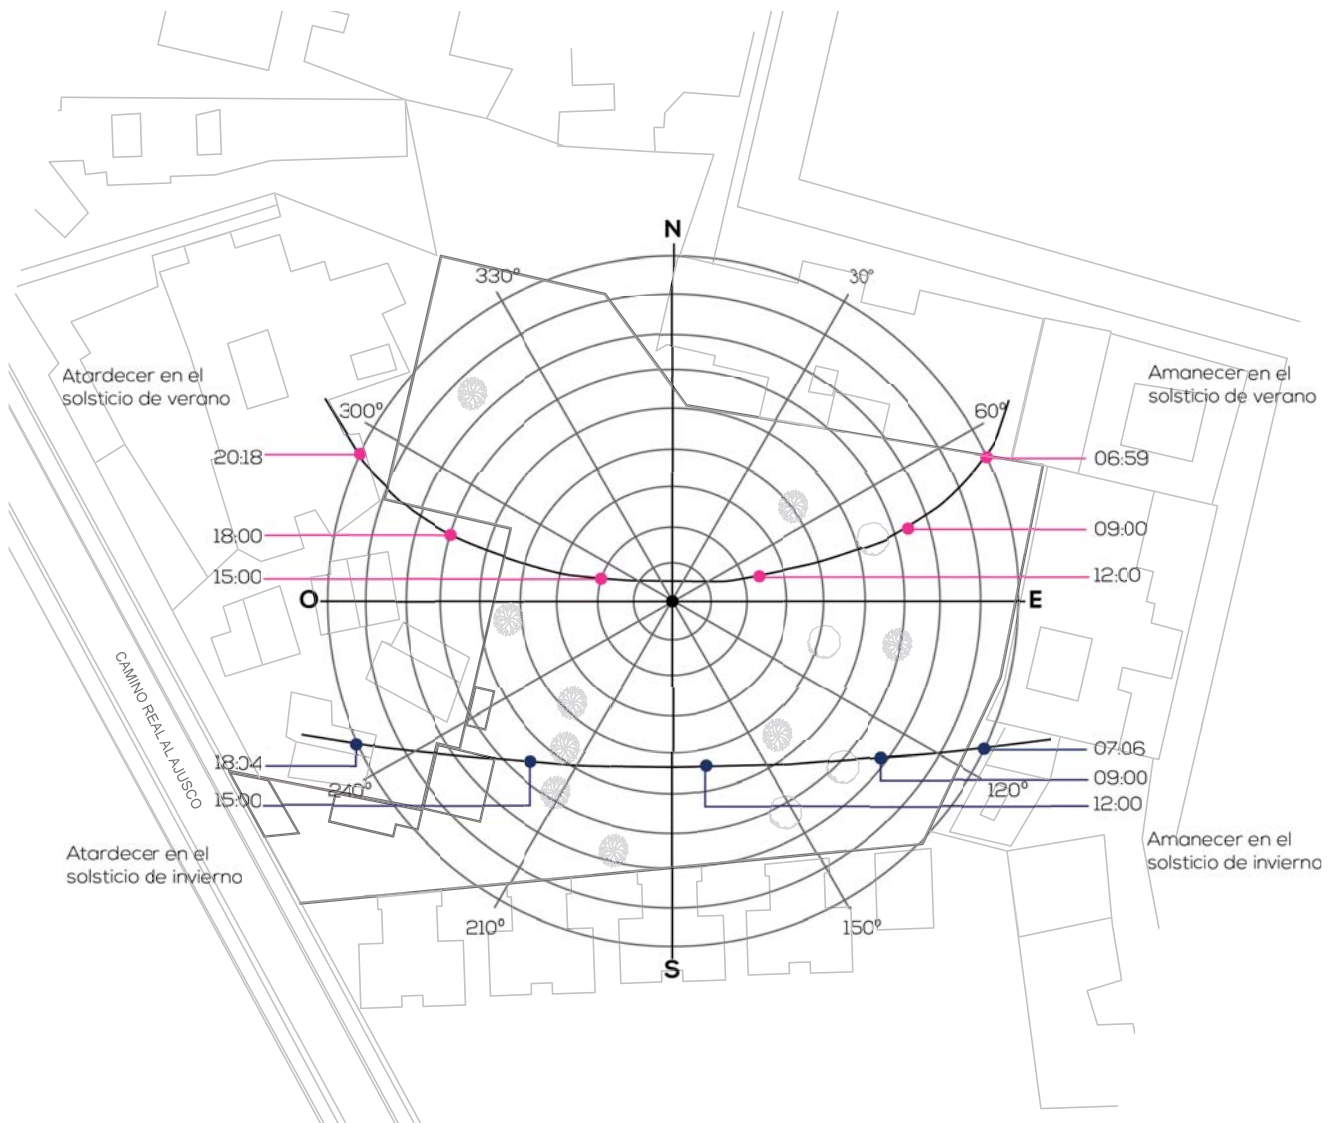 N
330°
30°
Atardecer en el
solsticio de verano
Amanecer en el
solsticio de verano
300°
60°
20:18
06:59
18:00
09:00
15:00
12:00
O
E
CAMINO REAL AL AJUSCO
18:04
07:06
15:00
09:00
240°
120°
12:00
Atardecer en el
solsticio de invierno
Amanecer en el
solsticio de invierno
210°
150°
S